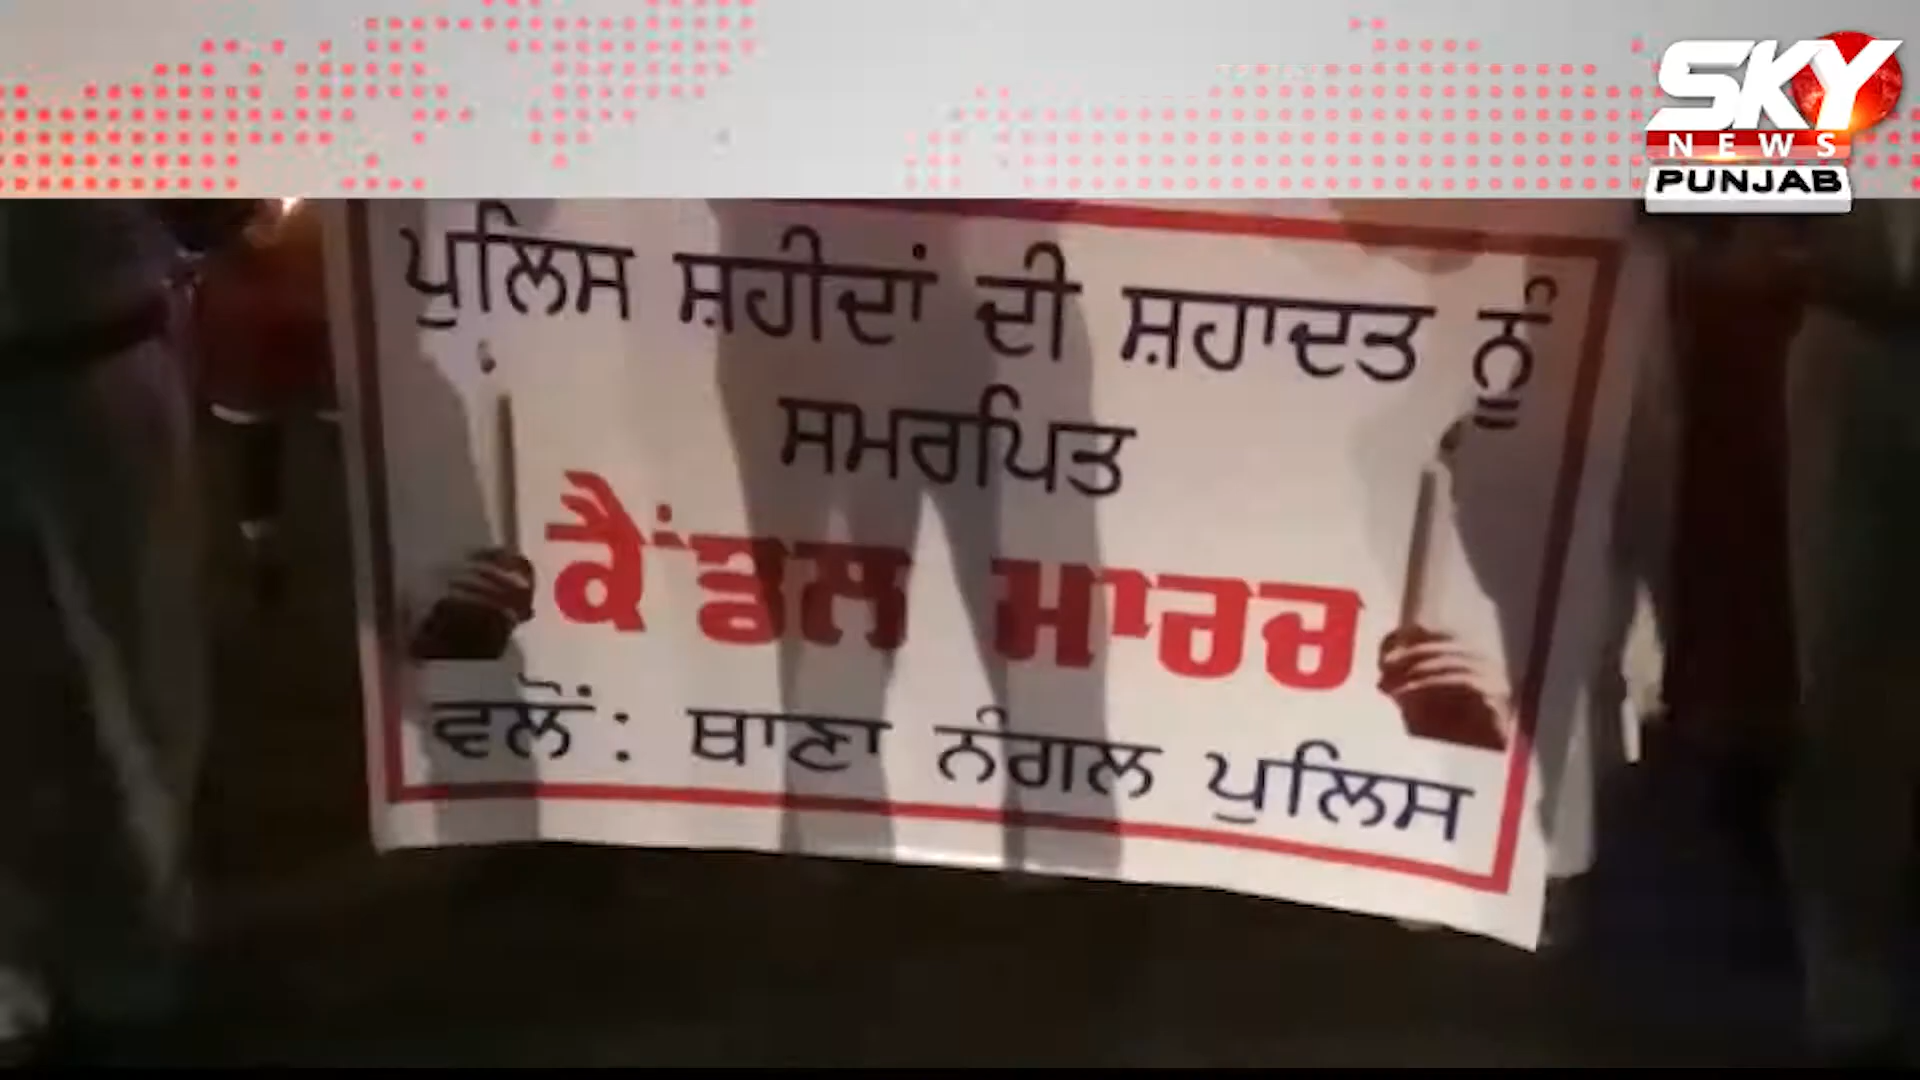 SKY
NEWS
PUNJAB
ਪੁਲਿਸ ਸ਼ਹੀਦਾਂ ਦੀ ਸ਼ਹਾਦਤ ਨੂੰ
ਸਮਰਪਿਤ
ਕੈਂਡਲ ਮਾਰਚ
ਵਲੋਂ : ਥਾਣਾ ਨੰਗਲ ਪੁਲਿਸ